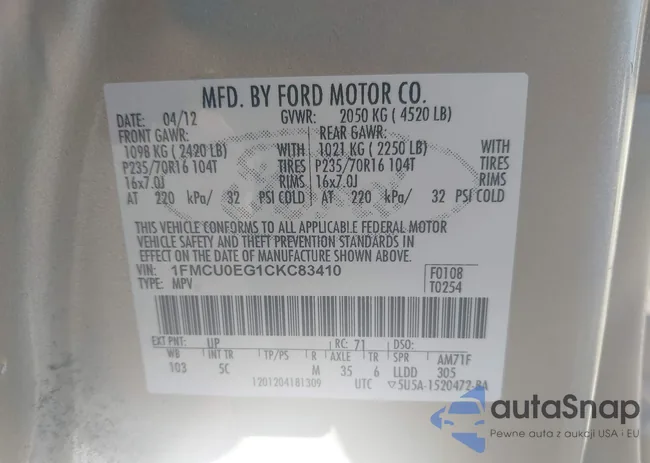 MFD. BY FORD MOTOR CO.
DATE: 04/12 GVWR: 2050 KG ( 4520 LB)
FRONT GAWR: REAR GAWR:
1098 KG ( 2420 LB) WITH 1021 KG ( 2250 LB) WITH
P235/70R16 104T TIRES P235/70R16 104T TIRES
16x7.0J RIMS 16x7.0J RIMS
AT 220 kPa/ 32 PSI COLD AT 220 kPa/ 32 PSI COLD
THIS VEHICLE CONFORMS TO ALL APPLICABLE FEDERAL MOTOR
VEHICLE SAFETY AND THEFT PREVENTION STANDARDS IN
EFFECT ON THE DATE OF MANUFACTURE SHOWN ABOVE.
VIN: 1FMCU0EG1CKC83410 F0108
TYPE: MPV T0254
EXT PNT: UP RC: 71 DSO:
WB INT TR TP/PS R AXLE TR SPR AM71F
103 5C M 35 6 LLDD 305
1201204181309 UTC 5U5A-1520472-BA
autaSnap
Pewne auta z aukcji USA i EU